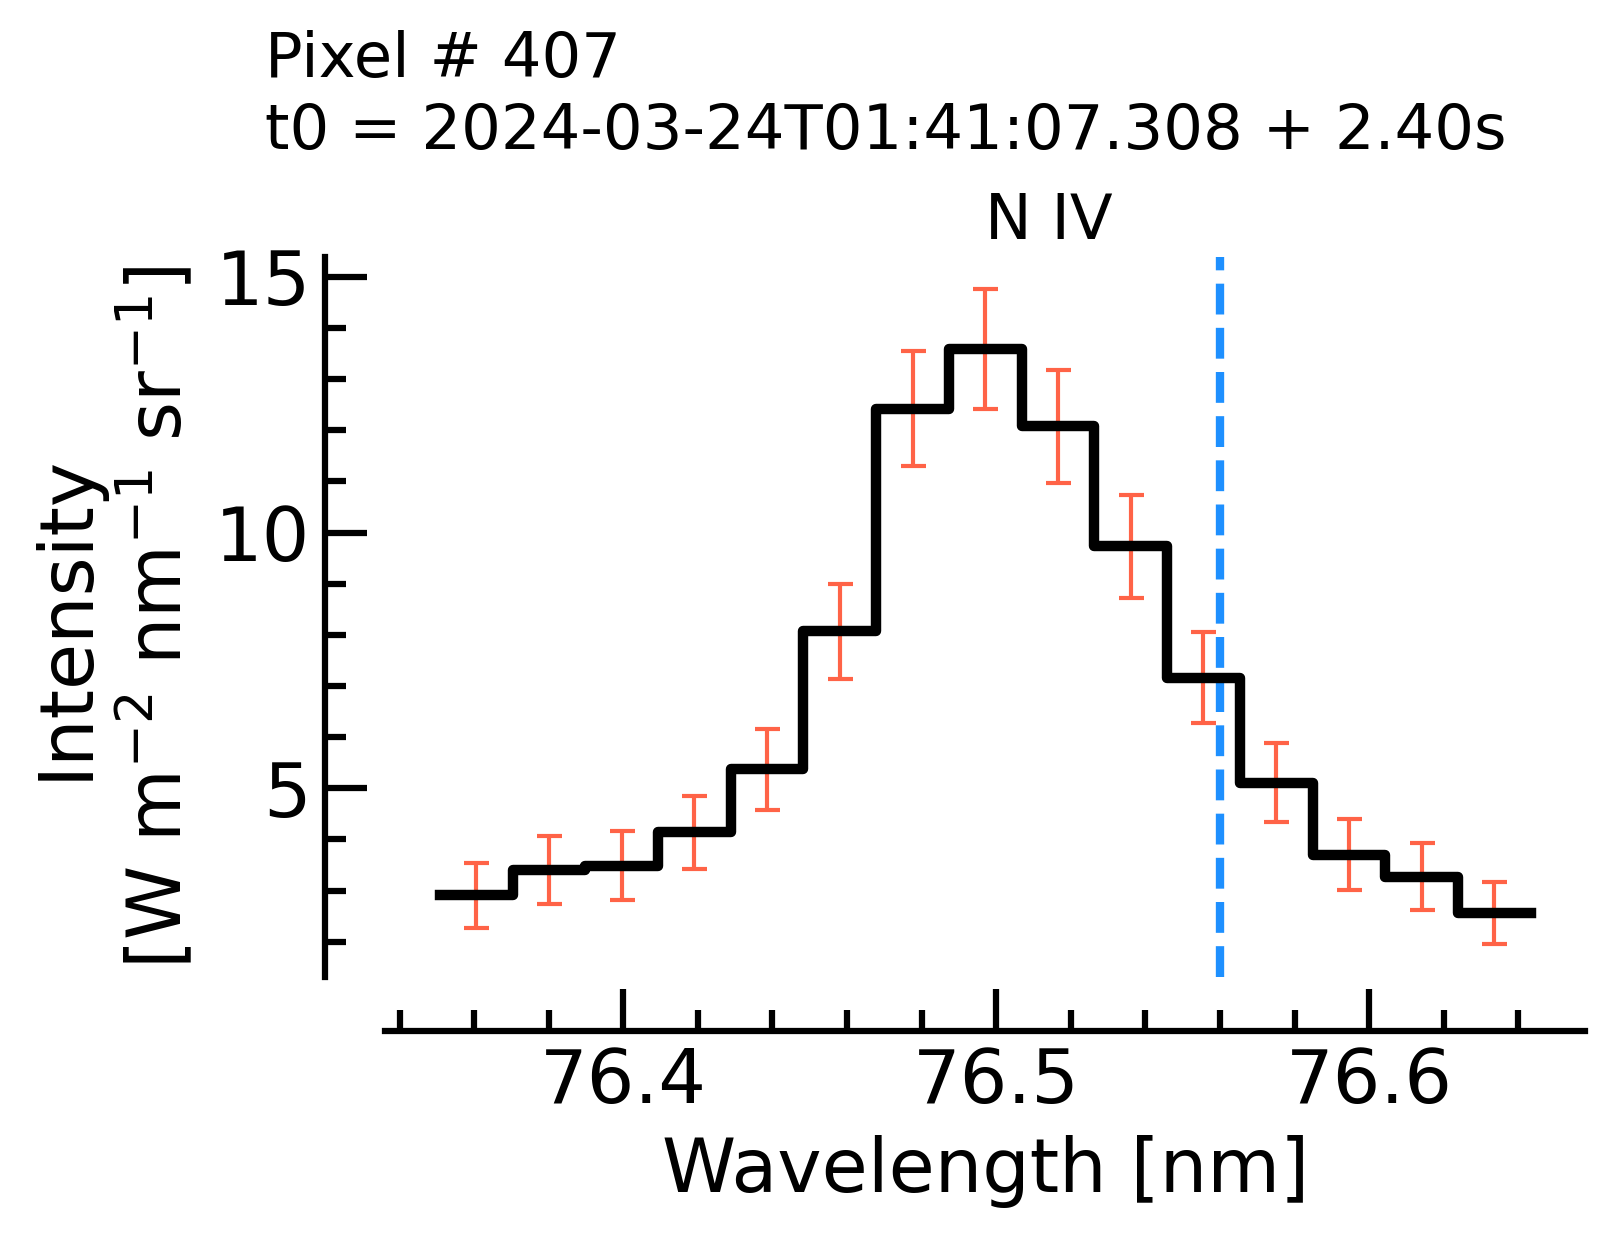 Pixel # 407
t0 = 2024-03-24T01:41:07.308 + 2.40s
N IV
Intensity
[W m⁻² nm⁻¹ sr⁻¹]
15
10
5
76.4 76.5 76.6
Wavelength [nm]